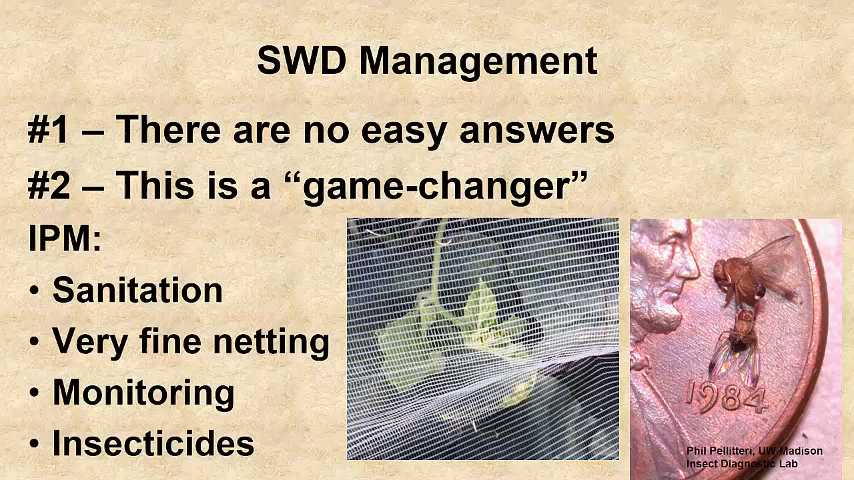 SWD Management
#1 – There are no easy answers
#2 – This is a “game-changer”
IPM:
• Sanitation
• Very fine netting
• Monitoring
• Insecticides
1984
Phil Pellitteri, UW-Madison
Insect Diagnostic Lab